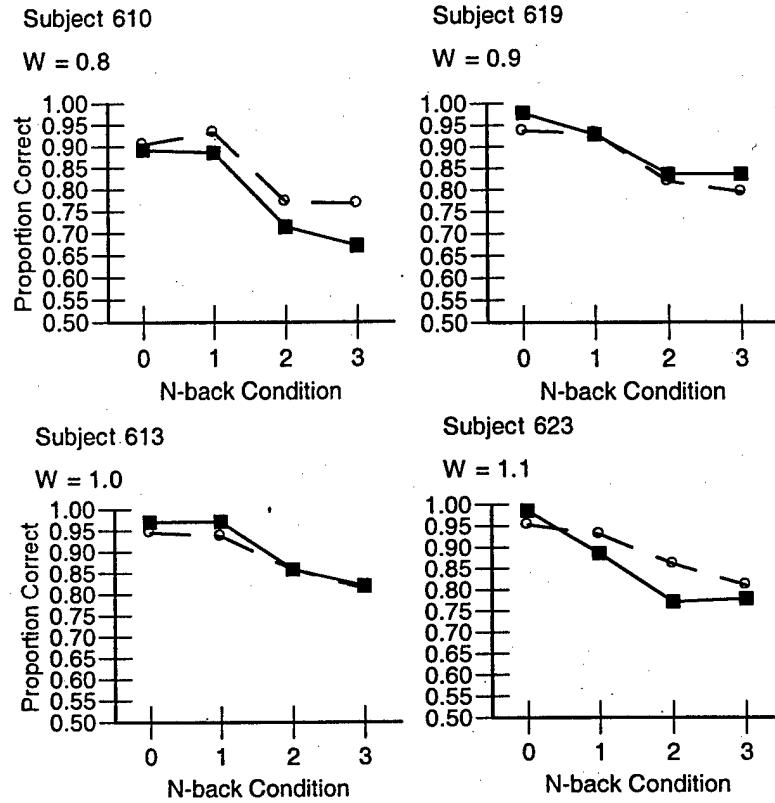 Subject 610
W = 0.8
Proportion Correct
1.00
0.95
0.90
0.85
0.80
0.75
0.70
0.65
0.60
0.55
0.50
0 1 2 3
N-back Condition
Subject 619
W = 0.9
1.00
0.95
0.90
0.85
0.80
0.75
0.70
0.65
0.60
0.55
0.50
0 1 2 3
N-back Condition
Subject 613
W = 1.0
Proportion Correct
1.00
0.95
0.90
0.85
0.80
0.75
0.70
0.65
0.60
0.55
0.50
0 1 2 3
N-back Condition
Subject 623
W = 1.1
1.00
0.95
0.90
0.85
0.80
0.75
0.70
0.65
0.60
0.55
0.50
0 1 2 3
N-back Condition